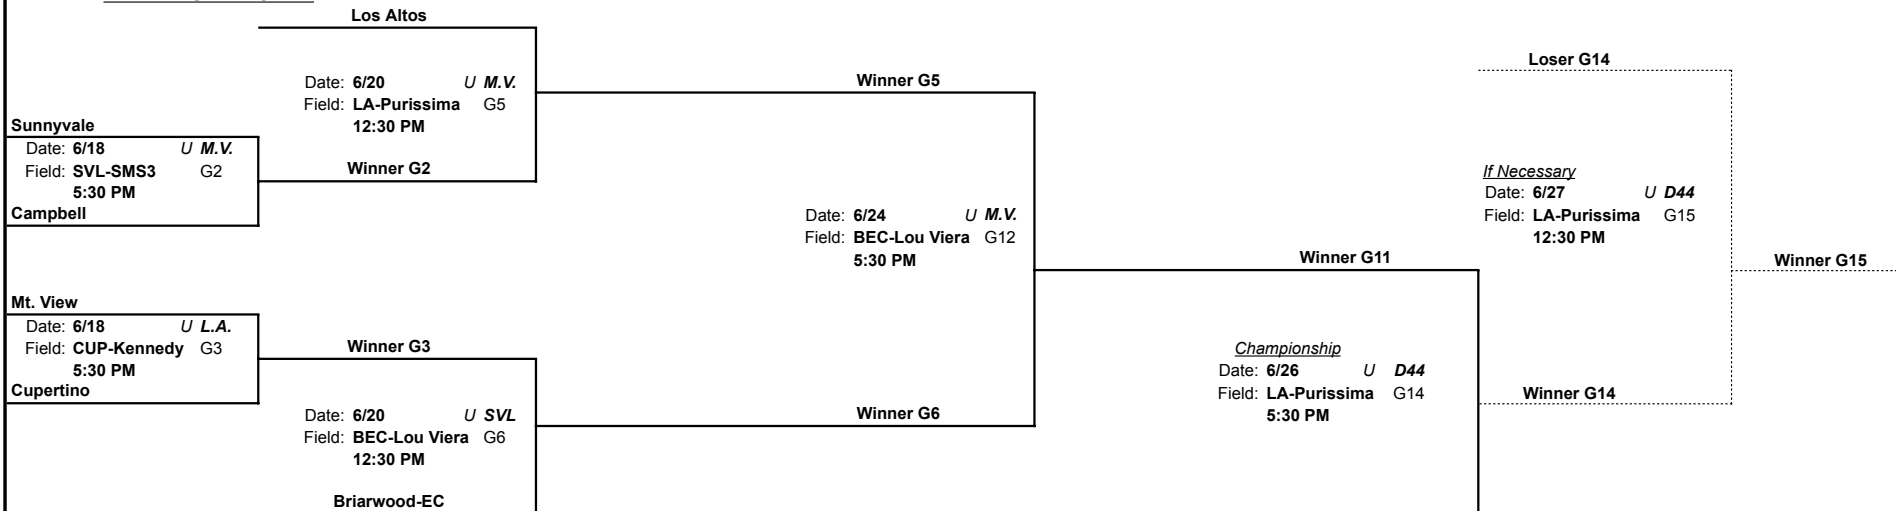 Los Altos
Date: 6/20 U M.V.
Field: LA-Purissima G5
12:30 PM
Sunnyvale
Date: 6/18 U M.V.
Field: SVL-SMS3 G2
5:30 PM
Campbell
Winner G2
Mt. View
Date: 6/18 U L.A.
Field: CUP-Kennedy G3
5:30 PM
Cupertino
Winner G3
Date: 6/20 U SVL
Field: BEC-Lou Viera G6
12:30 PM
Briarwood-EC
Winner G5
Date: 6/24 U M.V.
Field: BEC-Lou Viera G12
5:30 PM
Winner G6
Winner G11
Championship
Date: 6/26 U D44
Field: LA-Purissima G14
5:30 PM
Loser G14
If Necessary
Date: 6/27 U D44
Field: LA-Purissima G15
12:30 PM
Winner G14
Winner G15